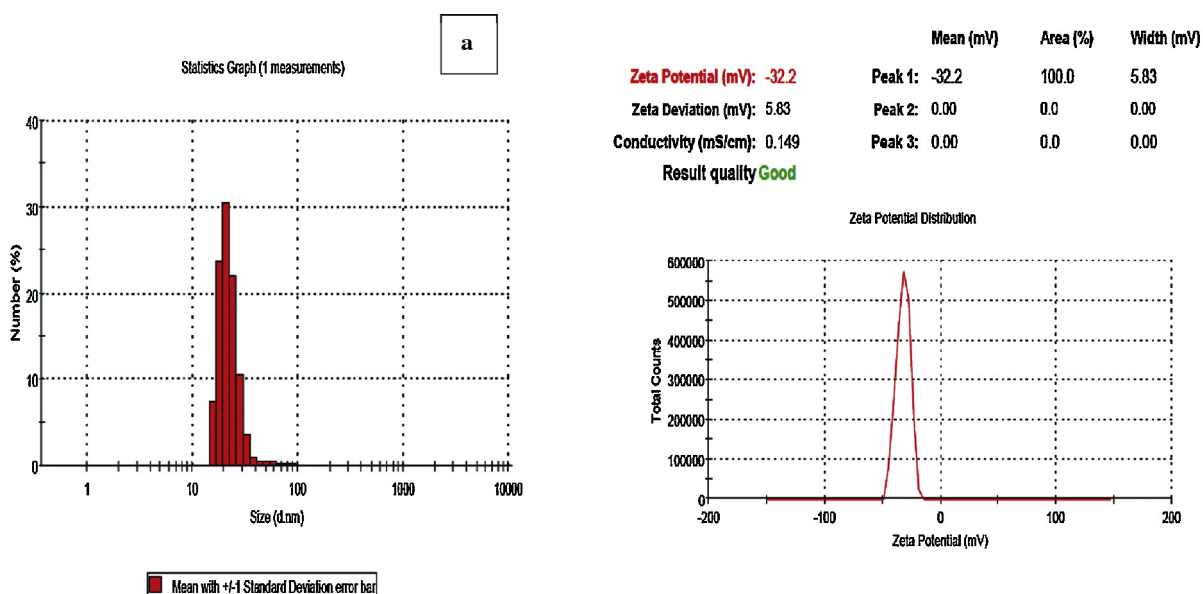 a
Statistics Graph (1 measurements)
40
30
20
10
0
Number (%)
1 10 100 1000 10000
Size (d.nm)
Mean with +/-1 Standard Deviation error bar
Mean (mV) Area (%) Width (mV)
Zeta Potential (mV): -32.2 Peak 1: -32.2 100.0 5.83
Zeta Deviation (mV): 5.83 Peak 2: 0.00 0.0 0.00
Conductivity (mS/cm): 0.149 Peak 3: 0.00 0.0 0.00
Result quality Good
Zeta Potential Distribution
600000
500000
400000
300000
200000
100000
0
Total Counts
-200 -100 0 100 200
Zeta Potential (mV)